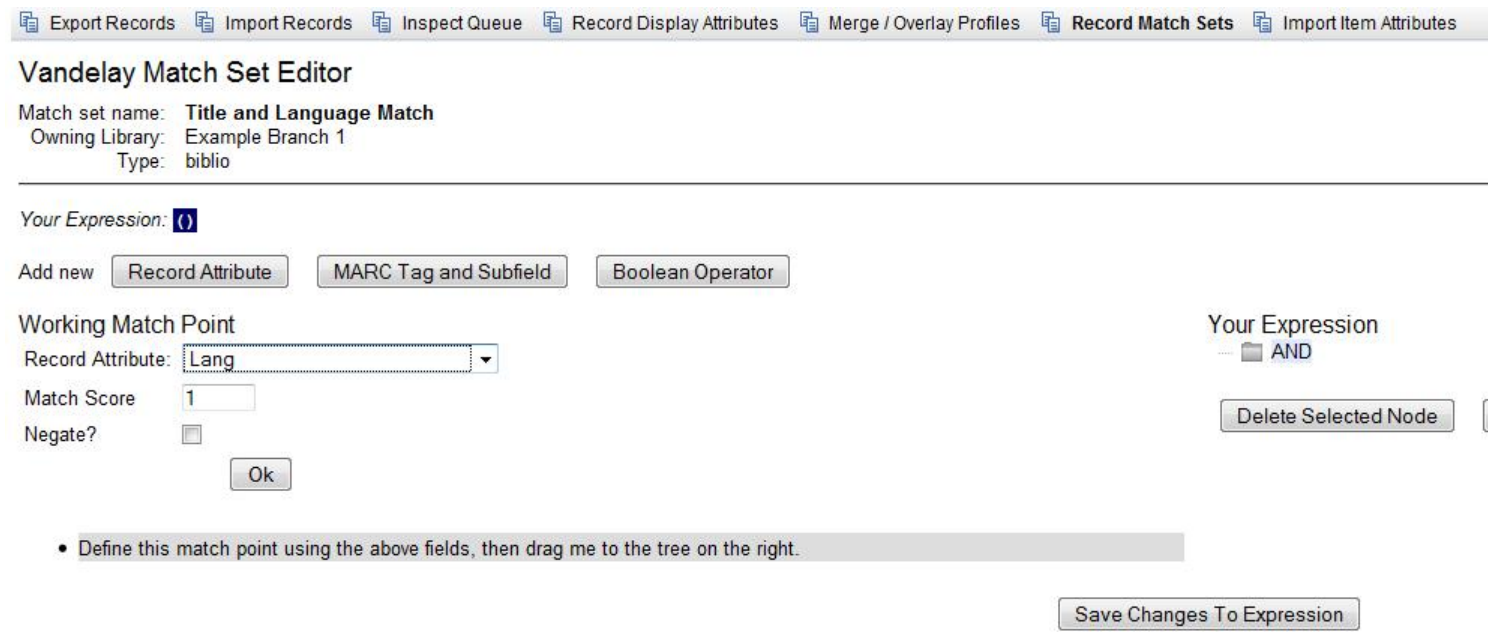 Export Records Import Records Inspect Queue Record Display Attributes Merge / Overlay Profiles Record Match Sets Import Item Attributes
Vandelay Match Set Editor
Match set name: Title and Language Match
Owning Library: Example Branch 1
Type: biblio
Your Expression: ()
Add new Record Attribute MARC Tag and Subfield Boolean Operator
Working Match Point
Record Attribute: Lang
Match Score 1
Negate?
Ok
Your Expression
AND
Delete Selected Node
• Define this match point using the above fields, then drag me to the tree on the right.
Save Changes To Expression